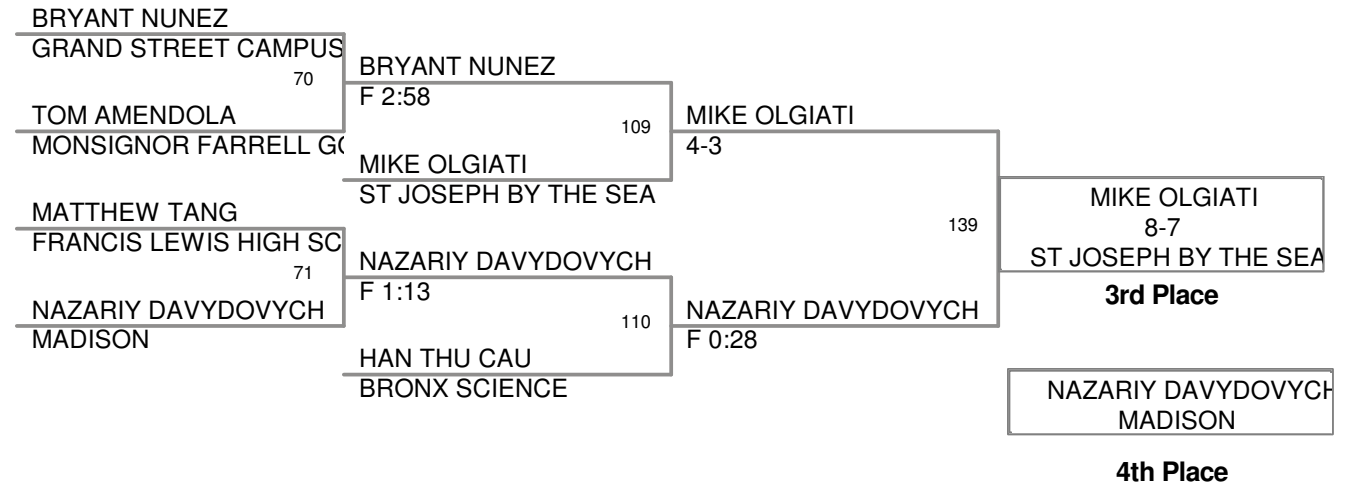 BRYANT NUNEZ
GRAND STREET CAMPUS
70
TOM AMENDOLA
MONSIGNOR FARRELL GO
MATTHEW TANG
FRANCIS LEWIS HIGH SC
71
NAZARIY DAVYDOVYCH
MADISON
BRYANT NUNEZ
F 2:58
109
MIKE OLGIATI
ST JOSEPH BY THE SEA
NAZARIY DAVYDOVYCH
F 1:13
110
HAN THU CAU
BRONX SCIENCE
MIKE OLGIATI
4-3
139
NAZARIY DAVYDOVYCH
F 0:28
MIKE OLGIATI
8-7
ST JOSEPH BY THE SEA
3rd Place
NAZARIY DAVYDOVYCH
MADISON
4th Place